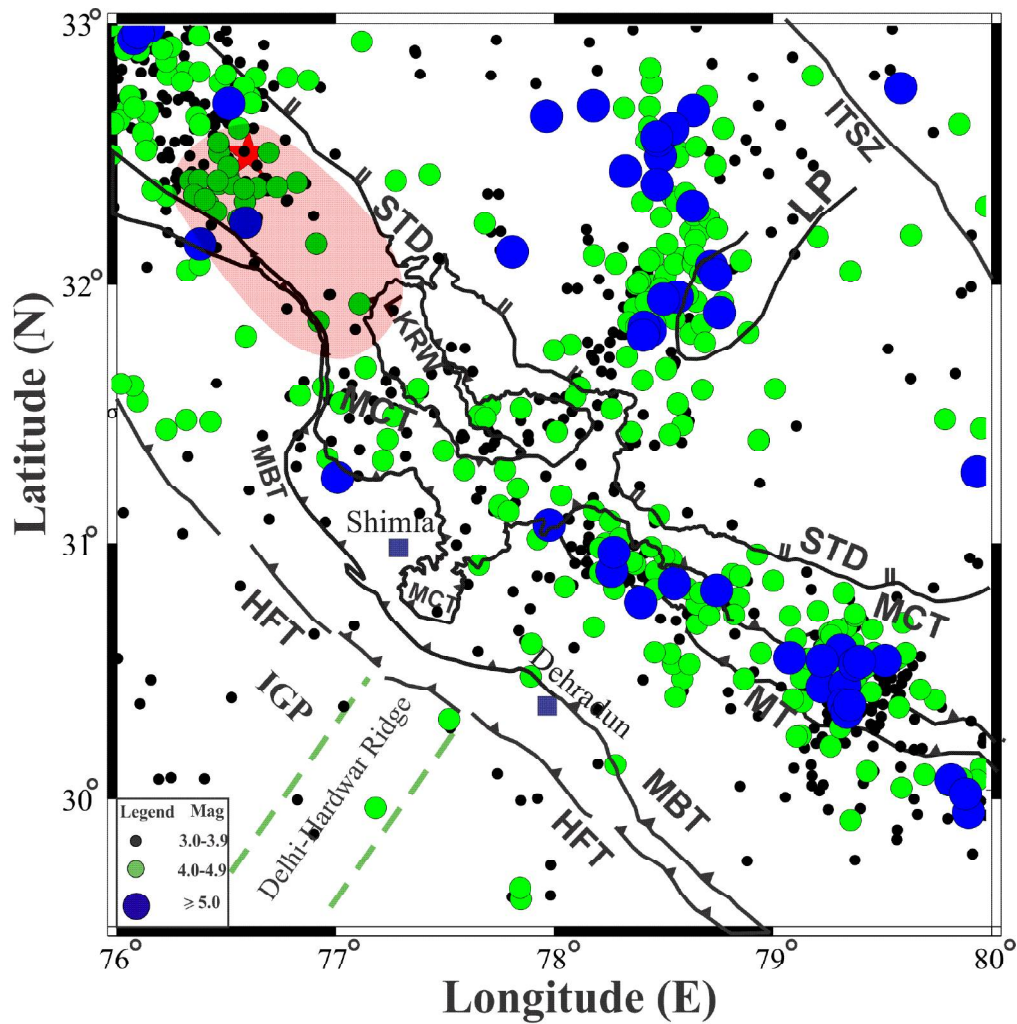 33°
32°
31°
30°
Latitude (N)
ITSZ
LP
STD
KRW
MCT
MBT
Shimla
MCT
STD
MCT
HFT
IGP
Dehradun
MT
Delhi-Hardwar Ridge
MBT
HFT
Legend Mag
3.0-3.9
4.0-4.9
≥ 5.0
76° 77° 78° 79° 80°
Longitude (E)